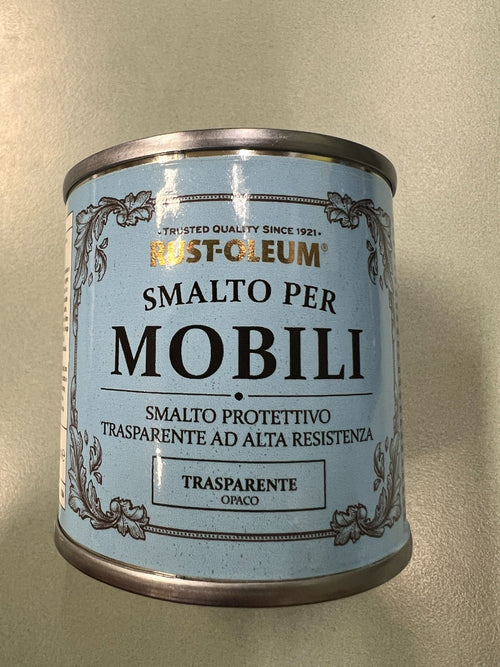 • TRUSTED QUALITY SINCE 1921 •
RUST-OLEUM®
SMALTO PER
MOBILI
SMALTO PROTETTIVO
TRASPARENTE AD ALTA RESISTENZA
TRASPARENTE
OPACO